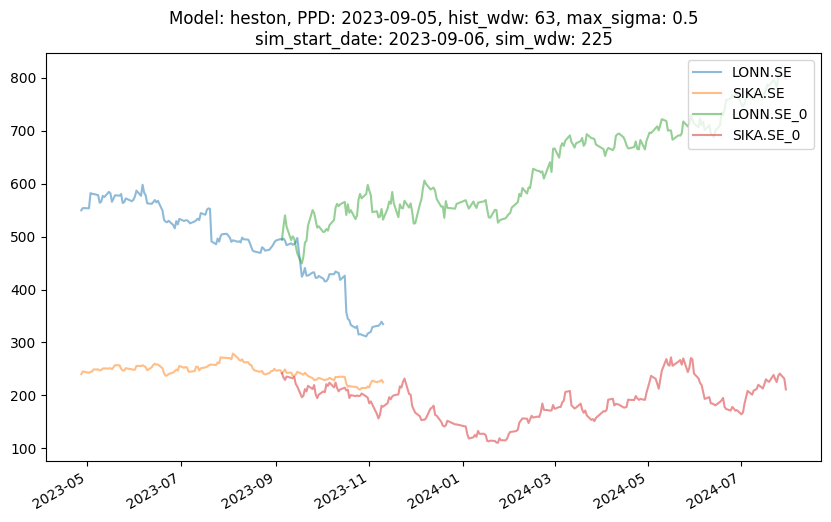 Model: heston, PPD: 2023-09-05, hist_wdw: 63, max_sigma: 0.5
sim_start_date: 2023-09-06, sim_wdw: 225
LONN.SE
SIKA.SE
LONN.SE_0
SIKA.SE_0
800
700
600
500
400
300
200
100
2023-05
2023-07
2023-09
2023-11
2024-01
2024-03
2024-05
2024-07